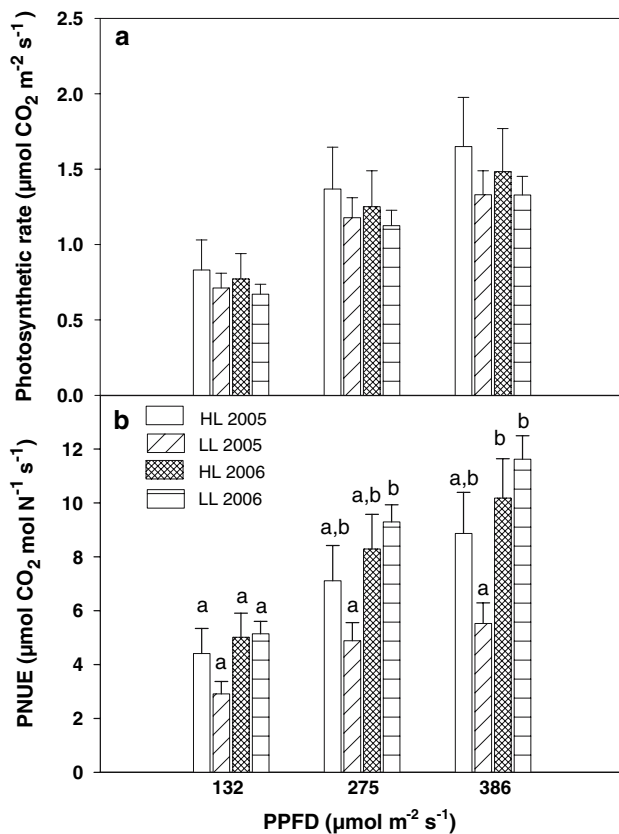 a
Photosynthetic rate (µmol CO₂ m⁻² s⁻¹)
2.5
2.0
1.5
1.0
0.5
0.0
b
PNUE (µmol CO₂ mol N⁻¹ s⁻¹)
12
10
8
6
4
2
0
HL 2005
LL 2005
HL 2006
LL 2006
a a a a
a,b a a,b b
a,b a b b
132 275 386
PPFD (µmol m⁻² s⁻¹)